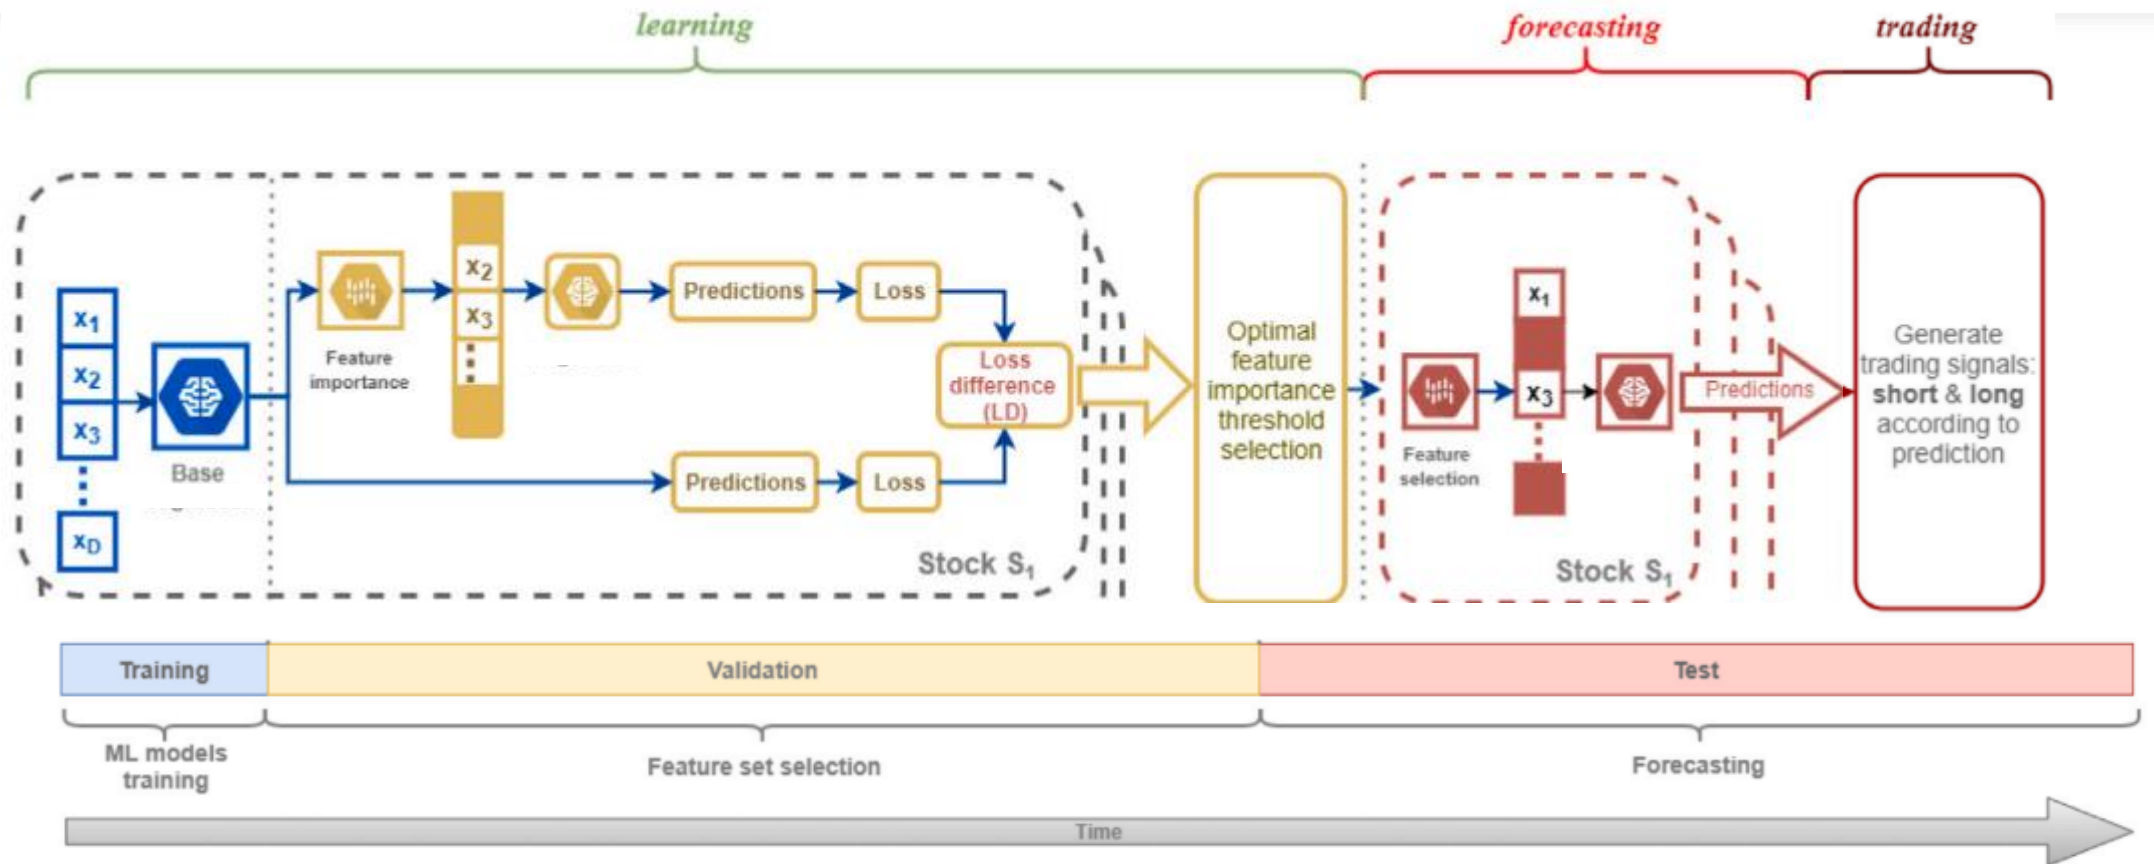 learning
forecasting
trading
x1
x2
x3
xD
Base
Feature
importance
x2
x3
Predictions
Loss
Loss
difference
(LD)
Predictions
Loss
Stock S1
Optimal
feature
importance
threshold
selection
Feature
selection
x1
x3
Predictions
Stock S1
Generate
trading signals:
short & long
according to
prediction
Training
Validation
Test
ML models
training
Feature set selection
Forecasting
Time